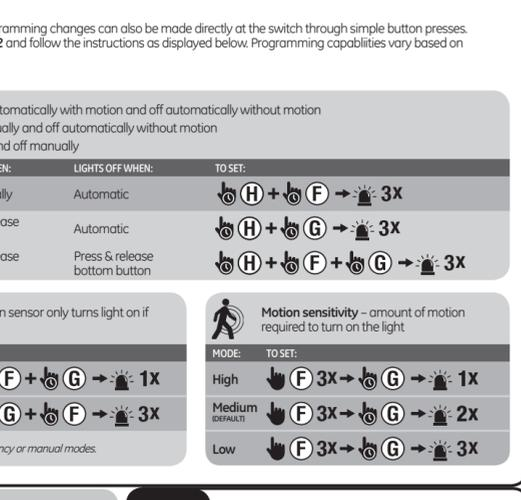 ramming changes can also be made directly at the switch through simple button presses.
2 and follow the instructions as displayed below. Programming capabliities vary based on
tomatically with motion and off automatically without motion
ually and off automatically without motion
nd off manually
EN: LIGHTS OFF WHEN: TO SET:
lly Automatic H + F 3X
ease Automatic H + G 3X
ease Press & release bottom button H + F + G 3X
n sensor only turns light on if
F + G 1X
G + F 3X
ncy or manual modes.
Motion sensitivity – amount of motion
required to turn on the light
MODE: TO SET:
High F 3X G 1X
Medium (DEFAULT) F 3X G 2X
Low F 3X G 3X